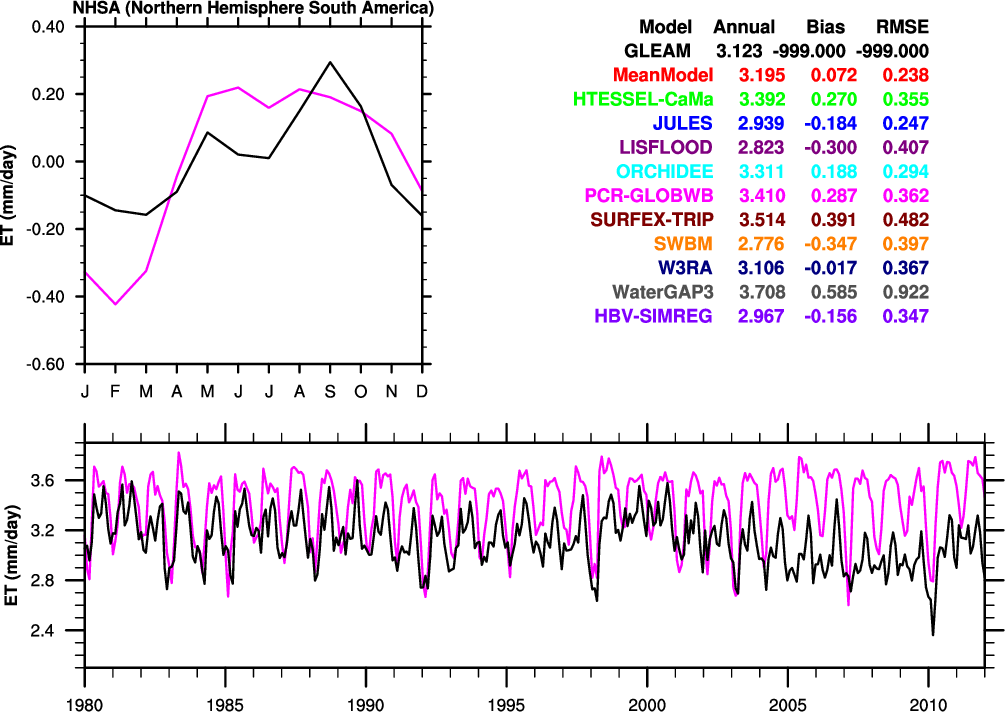 NHSA (Northern Hemisphere South America)
0.40
0.20
0.00
-0.20
-0.40
-0.60
ET (mm/day)
J F M A M J J A S O N D
Model Annual Bias RMSE
GLEAM 3.123 -999.000 -999.000
MeanModel 3.195 0.072 0.238
HTESSEL-CaMa 3.392 0.270 0.355
JULES 2.939 -0.184 0.247
LISFLOOD 2.823 -0.300 0.407
ORCHIDEE 3.311 0.188 0.294
PCR-GLOBWB 3.410 0.287 0.362
SURFEX-TRIP 3.514 0.391 0.482
SWBM 2.776 -0.347 0.397
W3RA 3.106 -0.017 0.367
WaterGAP3 3.708 0.585 0.922
HBV-SIMREG 2.967 -0.156 0.347
3.6
3.2
2.8
2.4
ET (mm/day)
1980 1985 1990 1995 2000 2005 2010